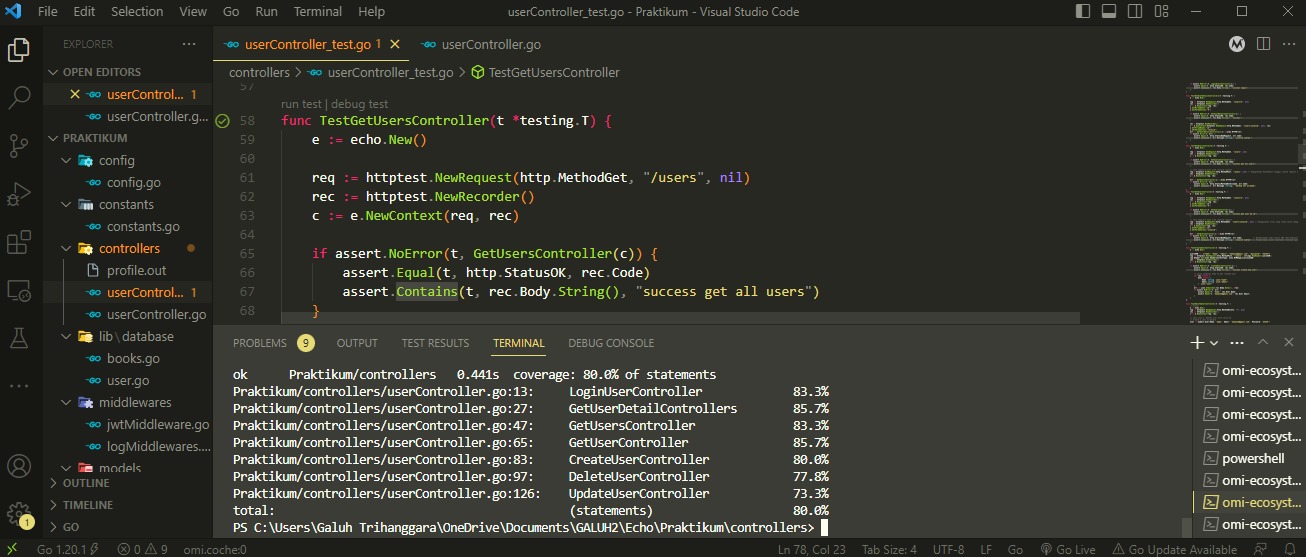 File Edit Selection View Go Run Terminal Help userController_test.go - Praktikum - Visual Studio Code
EXPLORER ...
OPEN EDITORS
userControl... 1
userController.g...
PRAKTIKUM
config
config.go
constants
constants.go
controllers
profile.out
userControl... 1
userController.go
lib\database
books.go
user.go
middlewares
jwtMiddleware.go
logMiddlewares....
models
OUTLINE
TIMELINE
GO
userController_test.go 1 userController.go
controllers > userController_test.go > TestGetUsersController
57
run test | debug test
58 func TestGetUsersController(t *testing.T) {
59 e := echo.New()
60
61 req := httptest.NewRequest(http.MethodGet, "/users", nil)
62 rec := httptest.NewRecorder()
63 c := e.NewContext(req, rec)
64
65 if assert.NoError(t, GetUsersController(c)) {
66 assert.Equal(t, http.StatusOK, rec.Code)
67 assert.Contains(t, rec.Body.String(), "success get all users")
68 }
PROBLEMS 9 OUTPUT TEST RESULTS TERMINAL DEBUG CONSOLE
ok Praktikum/controllers 0.441s coverage: 80.0% of statements
Praktikum/controllers/userController.go:13: LoginUserController 83.3%
Praktikum/controllers/userController.go:27: GetUserDetailControllers 85.7%
Praktikum/controllers/userController.go:47: GetUsersController 83.3%
Praktikum/controllers/userController.go:65: GetUserController 85.7%
Praktikum/controllers/userController.go:83: CreateUserController 80.0%
Praktikum/controllers/userController.go:97: DeleteUserController 77.8%
Praktikum/controllers/userController.go:126: UpdateUserController 73.3%
total: (statements) 80.0%
PS C:\Users\Galuh Trihanggara\OneDrive\Documents\GALUH2\Echo\Praktikum\controllers>
omi-ecosyst...
omi-ecosyst...
omi-ecosyst...
omi-ecosyst...
powershell
omi-ecosyst...
omi-ecosyst...
omi-ecosyst...
1
Go 1.20.1 0 9 omi.coche:0 Ln 78, Col 23 Tab Size: 4 UTF-8 LF Go Go Live Go Update Available